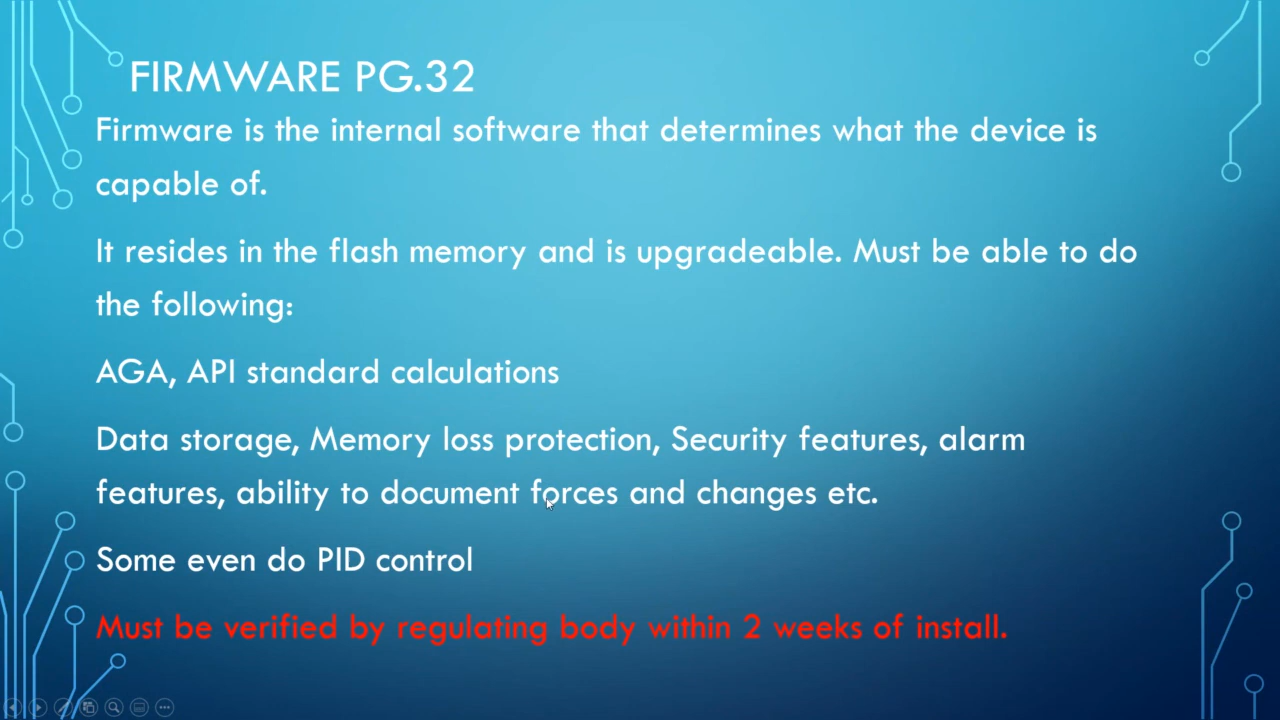 FIRMWARE PG.32
Firmware is the internal software that determines what the device is
capable of.
It resides in the flash memory and is upgradeable. Must be able to do
the following:
AGA, API standard calculations
Data storage, Memory loss protection, Security features, alarm
features, ability to document forces and changes etc.
Some even do PID control
Must be verified by regulating body within 2 weeks of install.